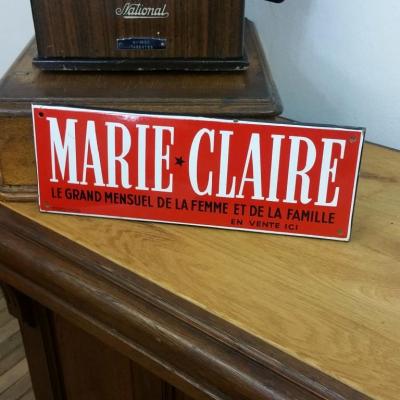 National
MARIE★CLAIRE
LE GRAND MENSUEL DE LA FEMME ET DE LA FAMILLE
EN VENTE ICI